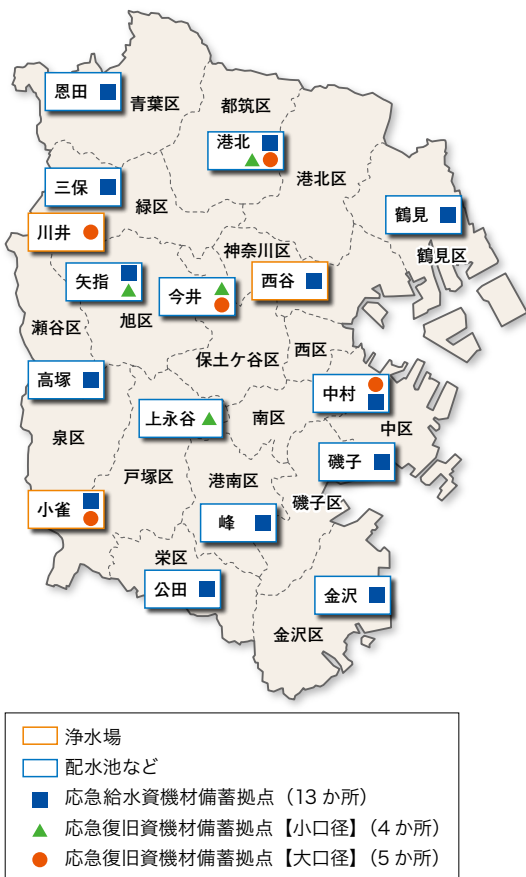 恩田
青葉区
都筑区
港北
港北区
三保
緑区
鶴見
川井
神奈川区
鶴見区
矢指
今井
西谷
瀬谷区
旭区
保土ケ谷区
西区
高塚
中村
上永谷
南区
中区
泉区
戸塚区
港南区
磯子
小雀
磯子区
峰
栄区
公田
金沢
金沢区
浄水場
配水池など
応急給水資機材備蓄拠点（13 か所）
応急復旧資機材備蓄拠点【小口径】（4 か所）
応急復旧資機材備蓄拠点【大口径】（5 か所）